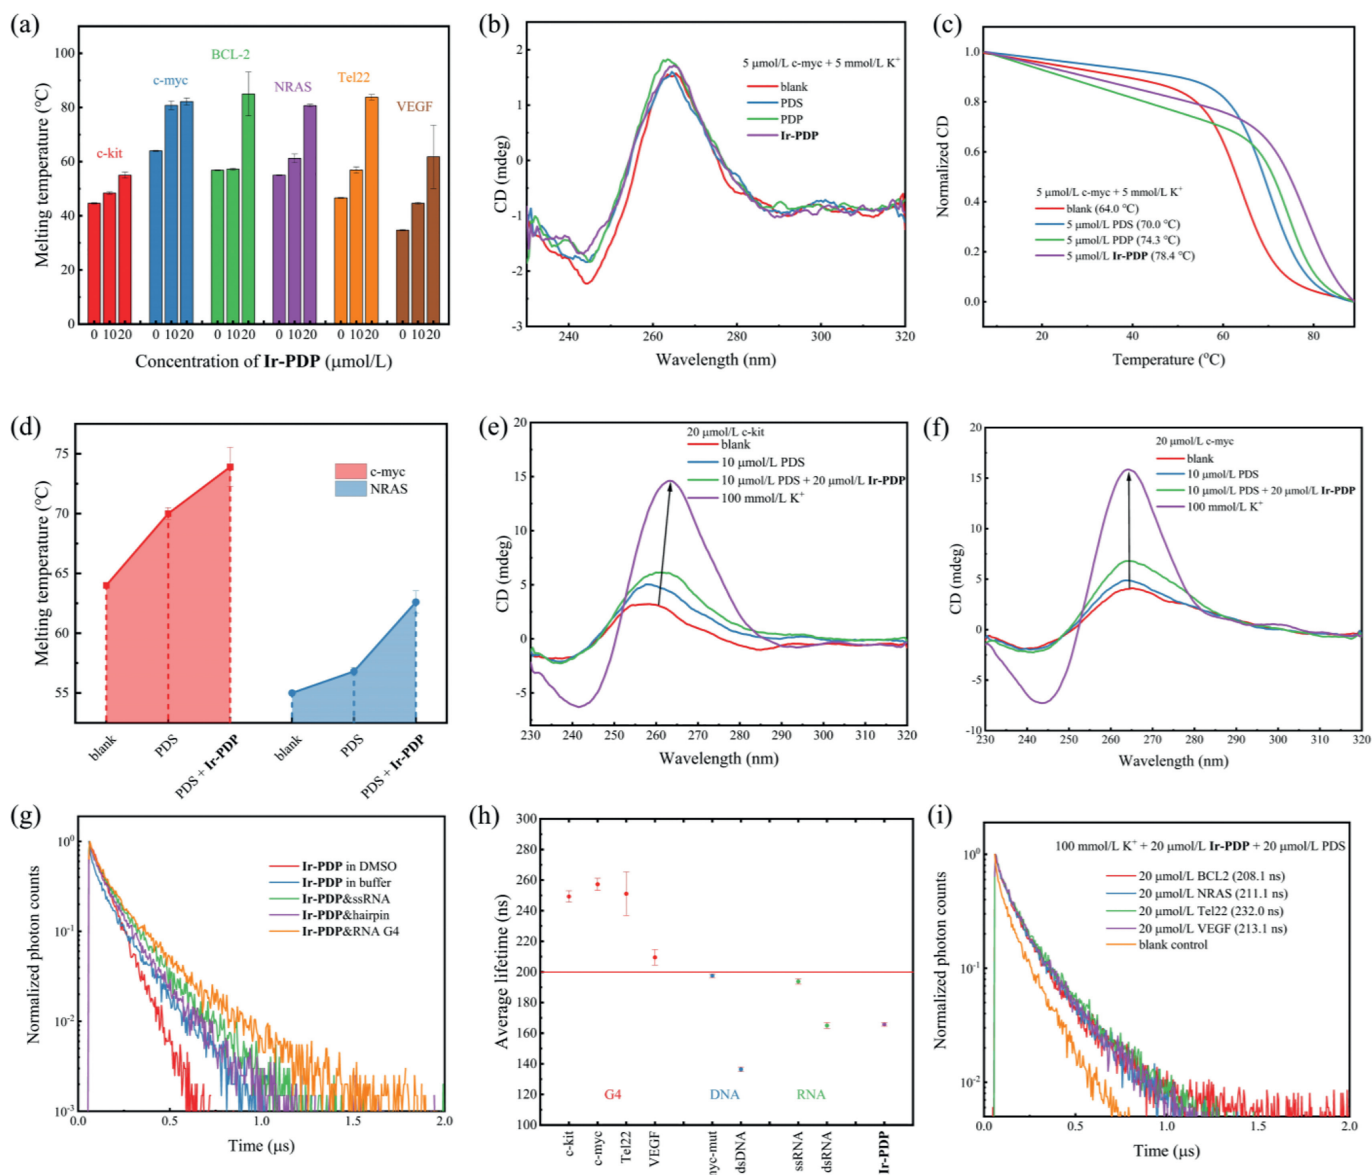 (a)
100
80
60
40
20
0
Melting temperature (°C)
c-kit
c-myc
BCL-2
NRAS
Tel22
VEGF
0 10 20 0 10 20 0 10 20 0 10 20 0 10 20 0 10 20
Concentration of Ir-PDP (μmol/L)
(b)
2
1
0
-1
-2
-3
CD (mdeg)
5 μmol/L c-myc + 5 mmol/L K⁺
blank
PDS
PDP
Ir-PDP
240 260 280 300 320
Wavelength (nm)
(c)
1.0
0.8
0.6
0.4
0.2
0.0
Normalized CD
5 μmol/L c-myc + 5 mmol/L K⁺
blank (64.0 °C)
5 μmol/L PDS (70.0 °C)
5 μmol/L PDP (74.3 °C)
5 μmol/L Ir-PDP (78.4 °C)
20 40 60 80
Temperature (°C)
(d)
75
70
65
60
55
Melting temperature (°C)
c-myc
NRAS
blank
PDS
PDS + Ir-PDP
blank
PDS
PDS + Ir-PDP
(e)
20
15
10
5
0
-5
CD (mdeg)
20 μmol/L c-kit
blank
10 μmol/L PDS
10 μmol/L PDS + 20 μmol/L Ir-PDP
100 mmol/L K⁺
230 240 250 260 270 280 290 300 310 320
Wavelength (nm)
(f)
20
15
10
5
0
-5
-10
CD (mdeg)
20 μmol/L c-myc
blank
10 μmol/L PDS
10 μmol/L PDS + 20 μmol/L Ir-PDP
100 mmol/L K⁺
230 240 250 260 270 280 290 300 310 320
Wavelength (nm)
(g)
10⁰
10⁻¹
10⁻²
10⁻³
Normalized photon counts
Ir-PDP in DMSO
Ir-PDP in buffer
Ir-PDP&ssRNA
Ir-PDP&hairpin
Ir-PDP&RNA G4
0.0 0.5 1.0 1.5 2.0
Time (μs)
(h)
300
280
260
240
220
200
180
160
140
120
100
Average lifetime (ns)
G4
DNA
RNA
c-kit
c-myc
Tel22
VEGF
myc-mut
dsDNA
ssRNA
dsRNA
Ir-PDP
(i)
10⁰
10⁻¹
10⁻²
Normalized photon counts
100 mmol/L K⁺ + 20 μmol/L Ir-PDP + 20 μmol/L PDS
20 μmol/L BCL2 (208.1 ns)
20 μmol/L NRAS (211.1 ns)
20 μmol/L Tel22 (232.0 ns)
20 μmol/L VEGF (213.1 ns)
blank control
0.0 0.5 1.0 1.5 2.0
Time (μs)